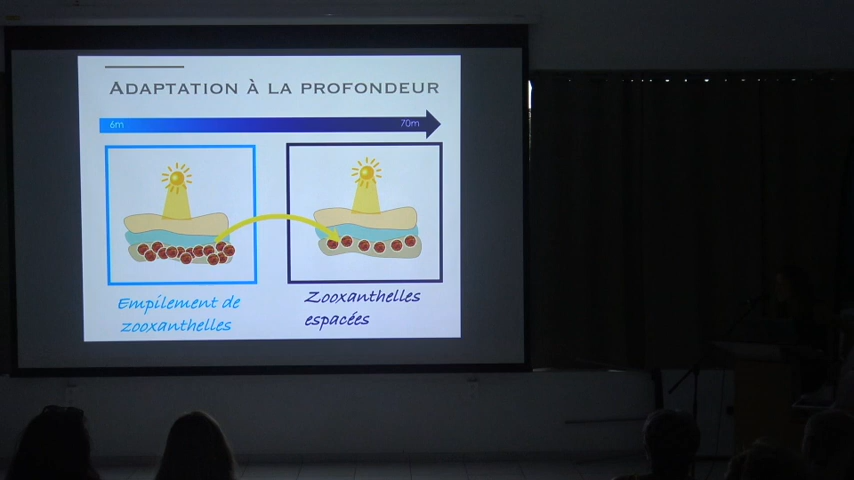 ADAPTATION À LA PROFONDEUR
6m
70m
Empilement de
zooxanthelles
Zooxanthelles
espacées